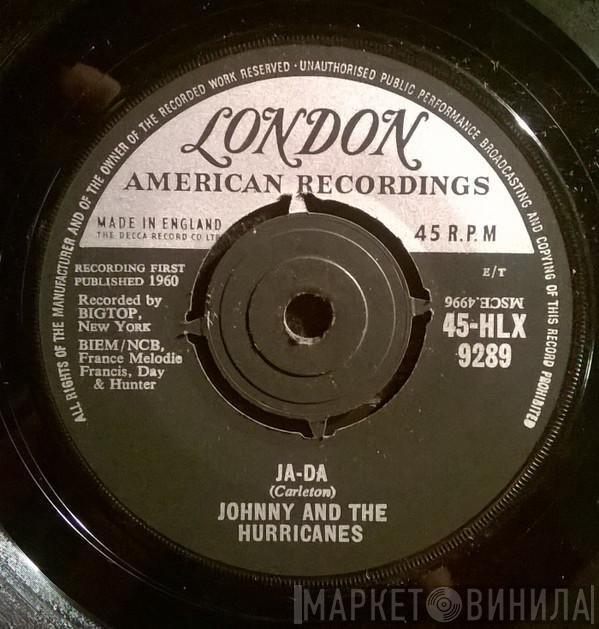 ALL RIGHTS OF THE MANUFACTURER AND OF THE OWNER OF THE RECORDED WORK RESERVED · UNAUTHORISED PUBLIC PERFORMANCE BROADCASTING AND COPYING OF THIS RECORD PROHIBITED
LONDON
AMERICAN RECORDINGS
MADE IN ENGLAND
THE DECCA RECORD CO LTD
45 R.P.M
RECORDING FIRST
PUBLISHED 1960
Recorded by
BIGTOP,
New York
BIEM/NCB,
France Melodie
Francis, Day
& Hunter
E/T
MSCE.4996
45-HLX
9289
JA-DA
(Carleton)
JOHNNY AND THE
HURRICANES
МАРКЕТ ВИНИЛА